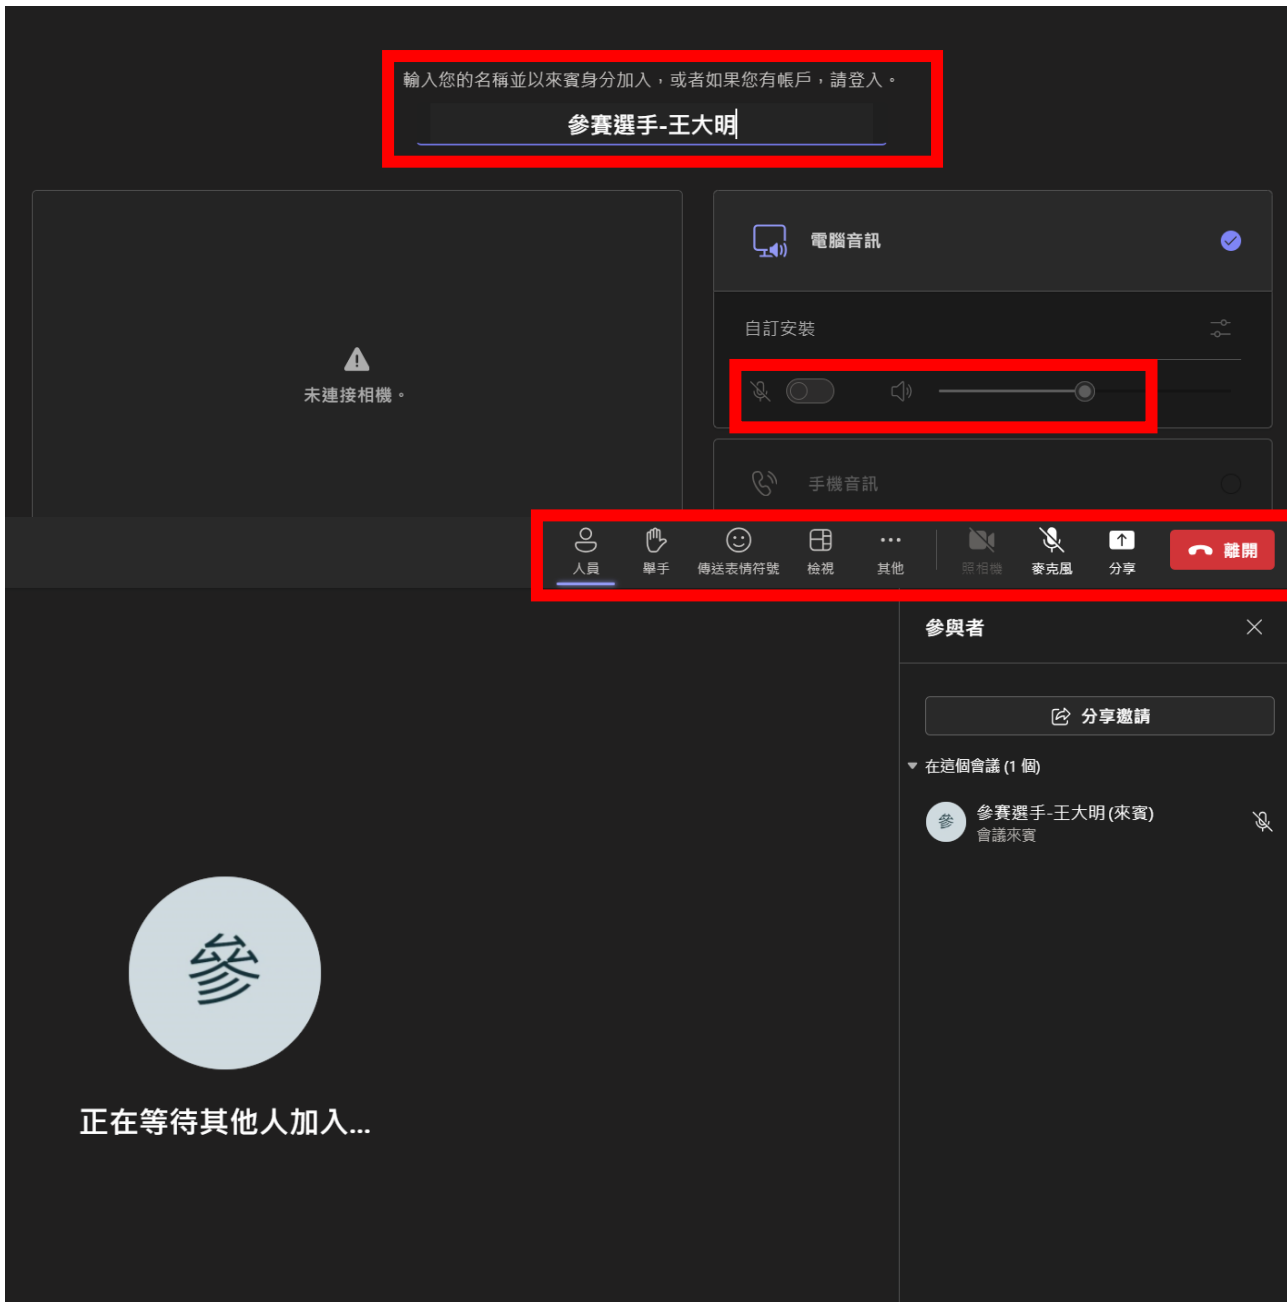 輸入您的名稱並以來賓身分加入，或者如果您有帳戶，請登入。
參賽選手-王大明
電腦音訊
自訂安裝
未連接相機。
手機音訊
人員 舉手 傳送表情符號 檢視 其他 照相機 麥克風 分享 離開
參與者
分享邀請
在這個會議 (1 個)
參 參賽選手-王大明 (來賓)
會議來賓
參
正在等待其他人加入...